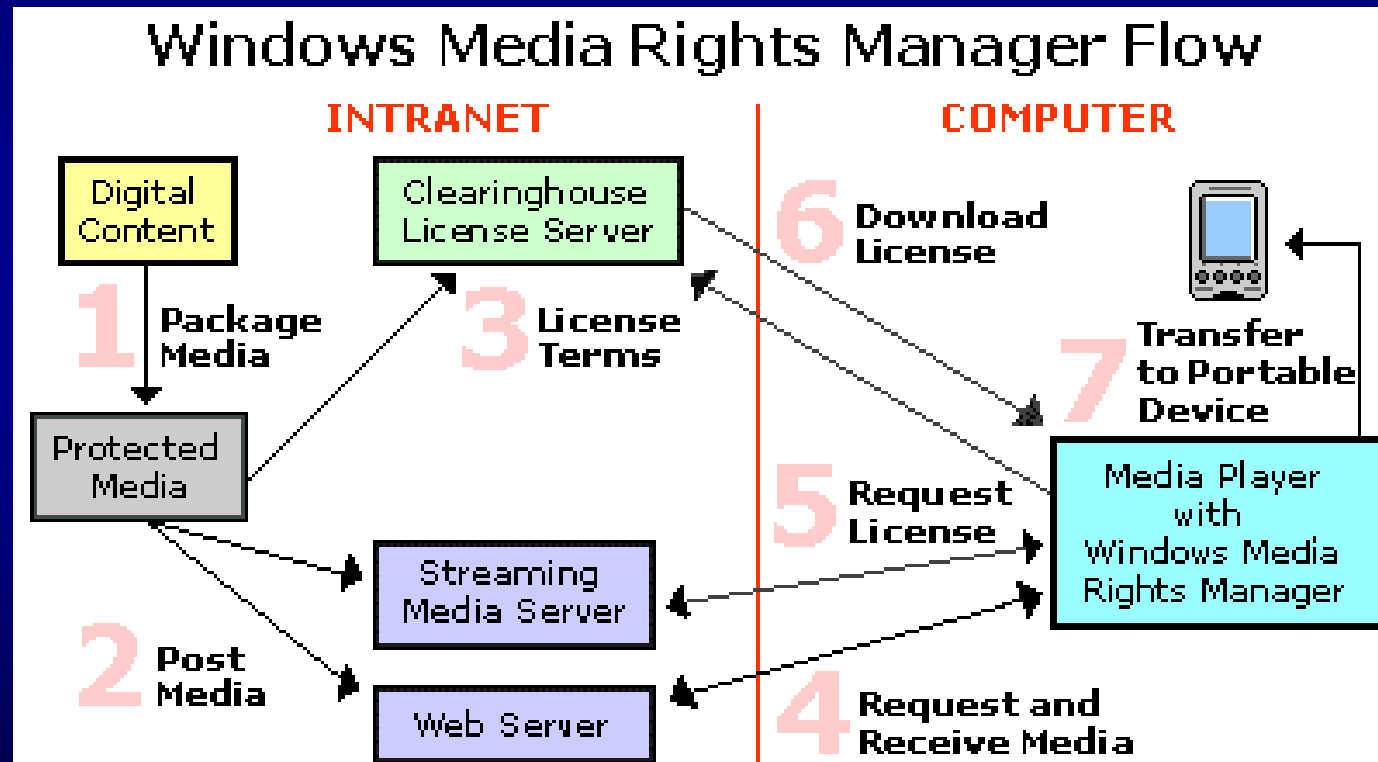 Windows Media Rights Manager Flow
INTRANET
COMPUTER
Digital
Content
Clearinghouse
License Server
6
Download
License
1
Package
Media
3
License
Terms
7
Transfer
to Portable
Device
Protected
Media
5
Request
License
Media Player
with
Windows Media
Rights Manager
Streaming
Media Server
2
Post
Media
Web Server
4
Request and
Receive Media